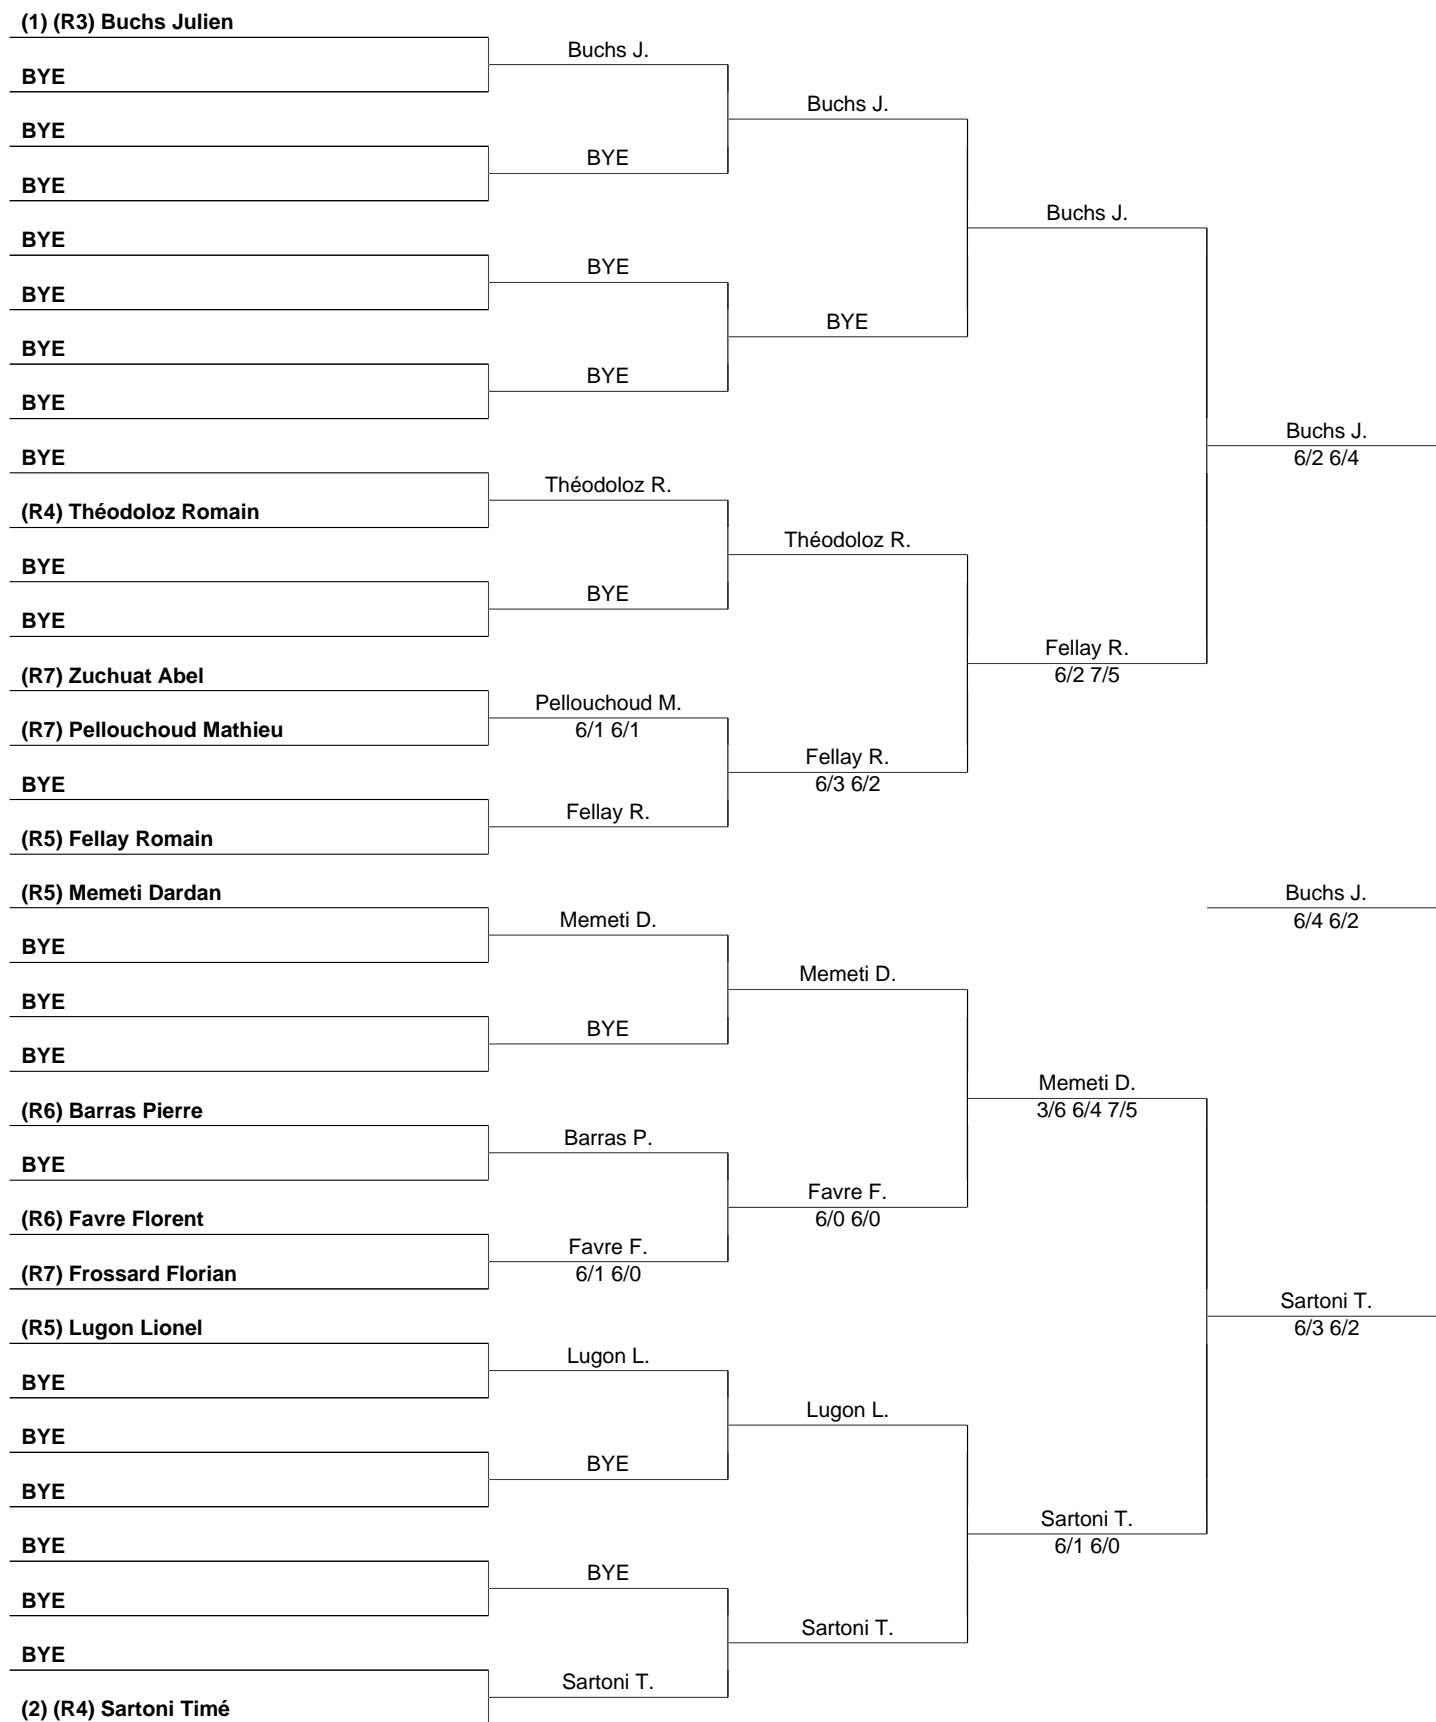 (1) (R3) Buchs Julien
BYE
BYE
BYE
BYE
BYE
BYE
BYE
BYE
(R4) Théodoloz Romain
BYE
BYE
(R7) Zuchuat Abel
(R7) Pellouchoud Mathieu
BYE
(R5) Fellay Romain
(R5) Memeti Dardan
BYE
BYE
BYE
(R6) Barras Pierre
BYE
(R6) Favre Florent
(R7) Frossard Florian
(R5) Lugon Lionel
BYE
BYE
BYE
BYE
BYE
BYE
(2) (R4) Sartoni Timé
Buchs J.
BYE
BYE
BYE
Théodoloz R.
BYE
Pellouchoud M.
6/1 6/1
Fellay R.
Memeti D.
BYE
Barras P.
Favre F.
6/1 6/0
Lugon L.
BYE
BYE
Sartoni T.
Buchs J.
BYE
Théodoloz R.
Fellay R.
6/3 6/2
Memeti D.
Favre F.
6/0 6/0
Lugon L.
Sartoni T.
Buchs J.
Fellay R.
6/2 7/5
Memeti D.
3/6 6/4 7/5
Sartoni T.
6/1 6/0
Buchs J.
6/2 6/4
Buchs J.
6/4 6/2
Sartoni T.
6/3 6/2